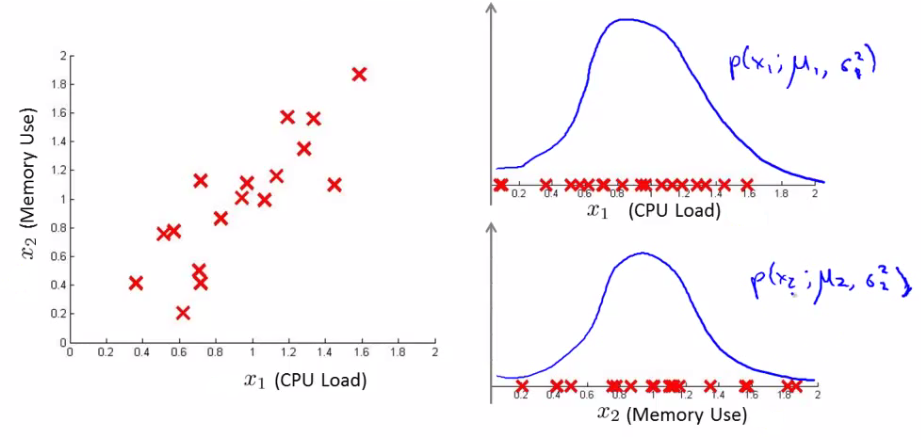 2
1.8
1.6
1.4
1.2
1
0.8
0.6
0.4
0.2
0
x₂ (Memory Use)
0 0.2 0.4 0.6 0.8 1 1.2 1.4 1.6 1.8 2
x₁ (CPU Load)
p(x₁; μ₁, σ₁²)
0.2 0.4 0.6 0.8 1 1.2 1.4 1.6 1.8 2
x₁ (CPU Load)
p(x₂; μ₂, σ₂²)
0.2 0.4 0.6 0.8 1 1.2 1.4 1.6 1.8 2
x₂ (Memory Use)